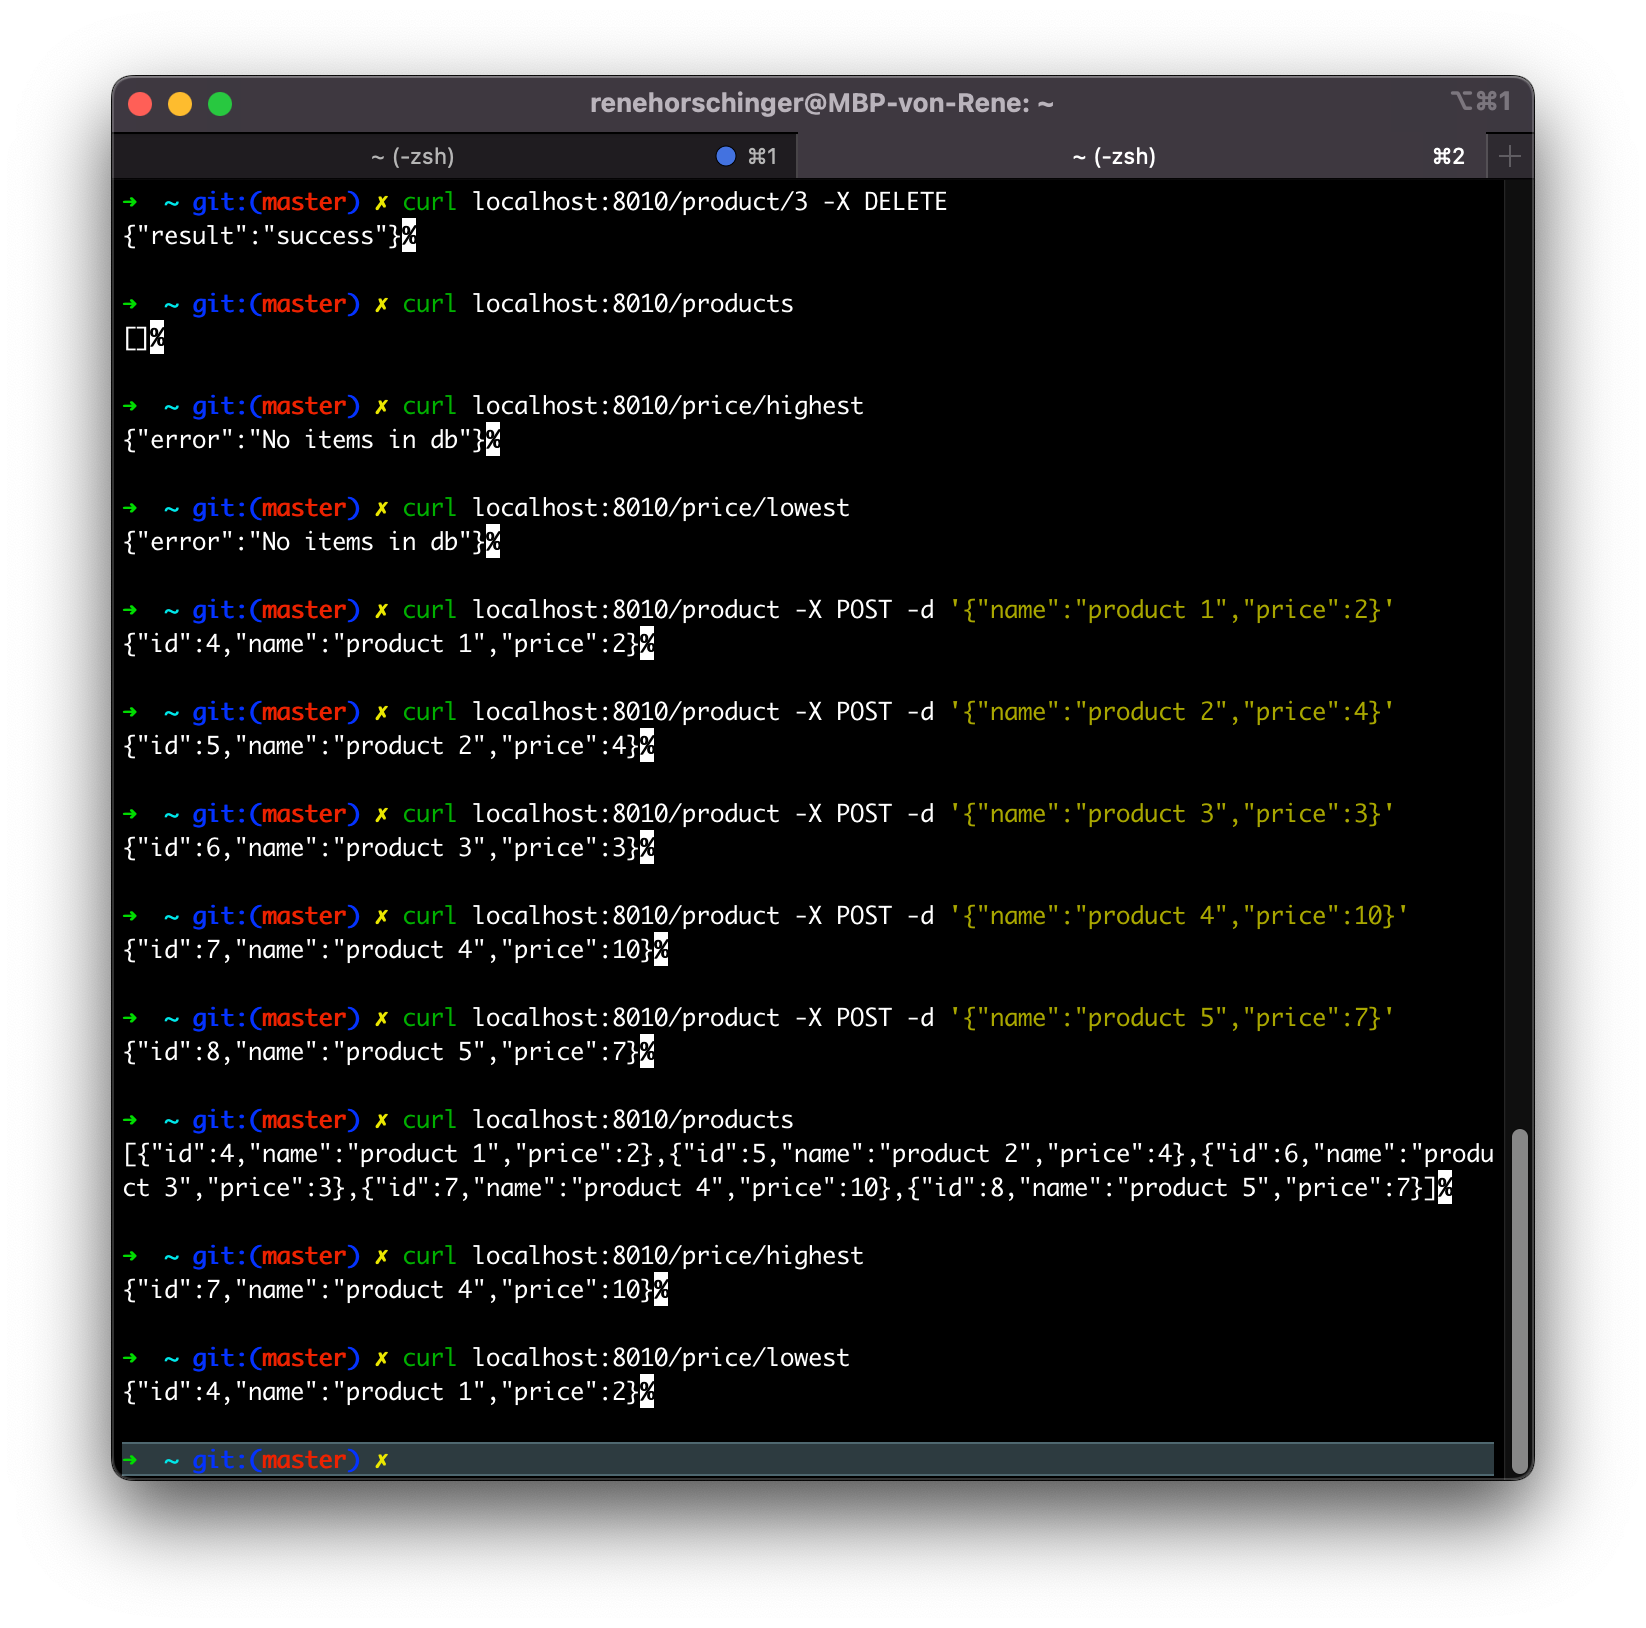 renehorschinger@MBP-von-Rene: ~
⌥⌘1
~ (-zsh)
⌘1
~ (-zsh)
⌘2
➜  ~ git:(master) ✗ curl localhost:8010/product/3 -X DELETE
{"result":"success"}%
➜  ~ git:(master) ✗ curl localhost:8010/products
[]%
➜  ~ git:(master) ✗ curl localhost:8010/price/highest
{"error":"No items in db"}%
➜  ~ git:(master) ✗ curl localhost:8010/price/lowest
{"error":"No items in db"}%
➜  ~ git:(master) ✗ curl localhost:8010/product -X POST -d '{"name":"product 1","price":2}'
{"id":4,"name":"product 1","price":2}%
➜  ~ git:(master) ✗ curl localhost:8010/product -X POST -d '{"name":"product 2","price":4}'
{"id":5,"name":"product 2","price":4}%
➜  ~ git:(master) ✗ curl localhost:8010/product -X POST -d '{"name":"product 3","price":3}'
{"id":6,"name":"product 3","price":3}%
➜  ~ git:(master) ✗ curl localhost:8010/product -X POST -d '{"name":"product 4","price":10}'
{"id":7,"name":"product 4","price":10}%
➜  ~ git:(master) ✗ curl localhost:8010/product -X POST -d '{"name":"product 5","price":7}'
{"id":8,"name":"product 5","price":7}%
➜  ~ git:(master) ✗ curl localhost:8010/products
[{"id":4,"name":"product 1","price":2},{"id":5,"name":"product 2","price":4},{"id":6,"name":"produ
ct 3","price":3},{"id":7,"name":"product 4","price":10},{"id":8,"name":"product 5","price":7}]%
➜  ~ git:(master) ✗ curl localhost:8010/price/highest
{"id":7,"name":"product 4","price":10}%
➜  ~ git:(master) ✗ curl localhost:8010/price/lowest
{"id":4,"name":"product 1","price":2}%
➜  ~ git:(master) ✗